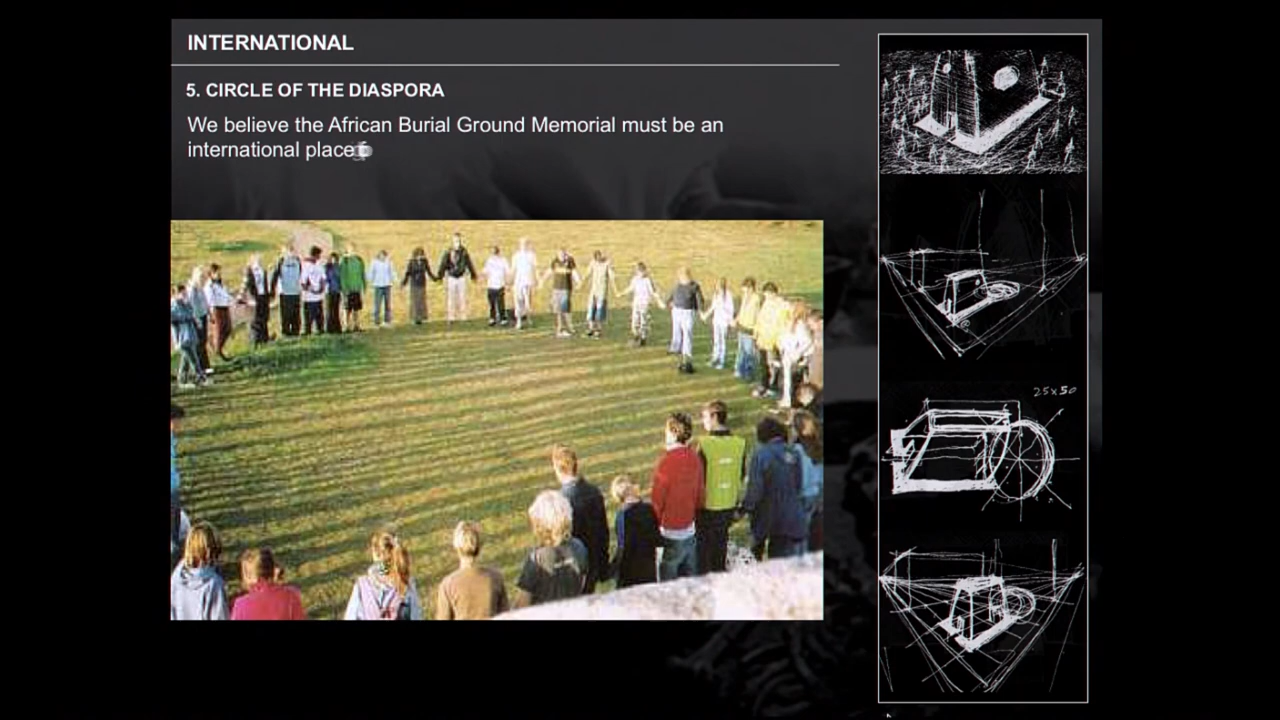 INTERNATIONAL
5. CIRCLE OF THE DIASPORA
We believe the African Burial Ground Memorial must be an
international place
25x50